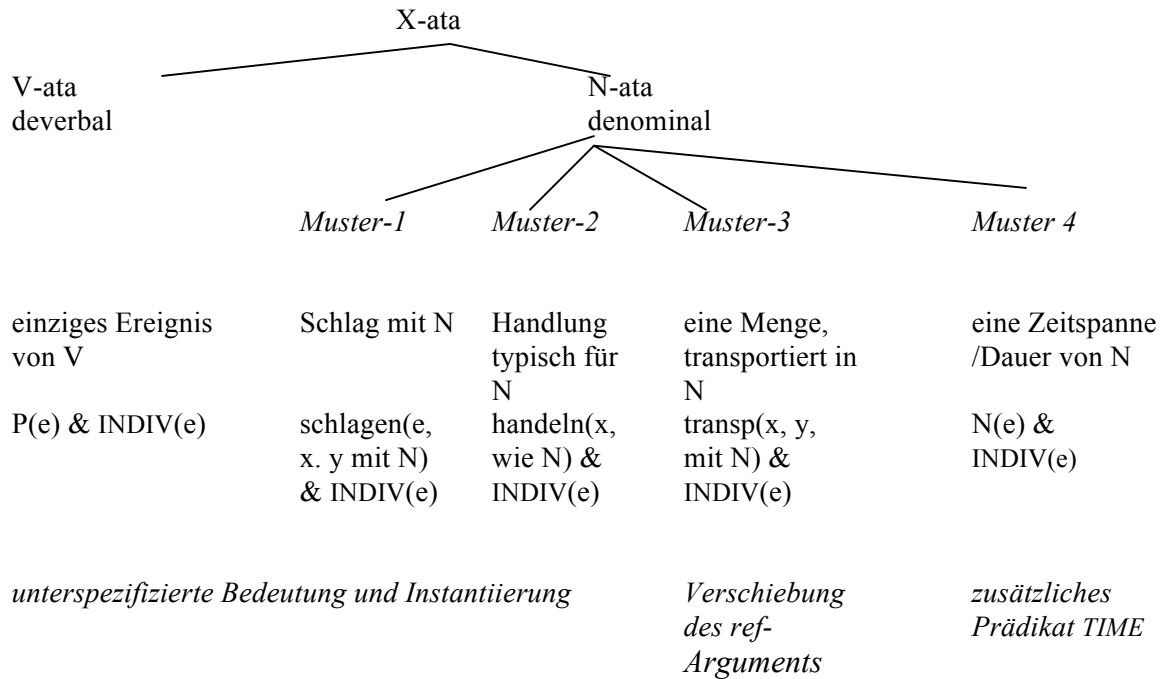 X-ata
V-ata
deverbal
N-ata
denominal
Muster-1
Muster-2
Muster-3
Muster 4
einziges Ereignis
von V
Schlag mit N
Handlung
typisch für
N
eine Menge,
transportiert in
N
eine Zeitspanne
/Dauer von N
P(e) & INDIV(e)
schlagen(e,
x. y mit N)
& INDIV(e)
handeln(x,
wie N) &
INDIV(e)
transp(x, y,
mit N) &
INDIV(e)
N(e) &
INDIV(e)
unterspezifizierte Bedeutung und Instantiierung
Verschiebung
des ref-
Arguments
zusätzliches
Prädikat TIME